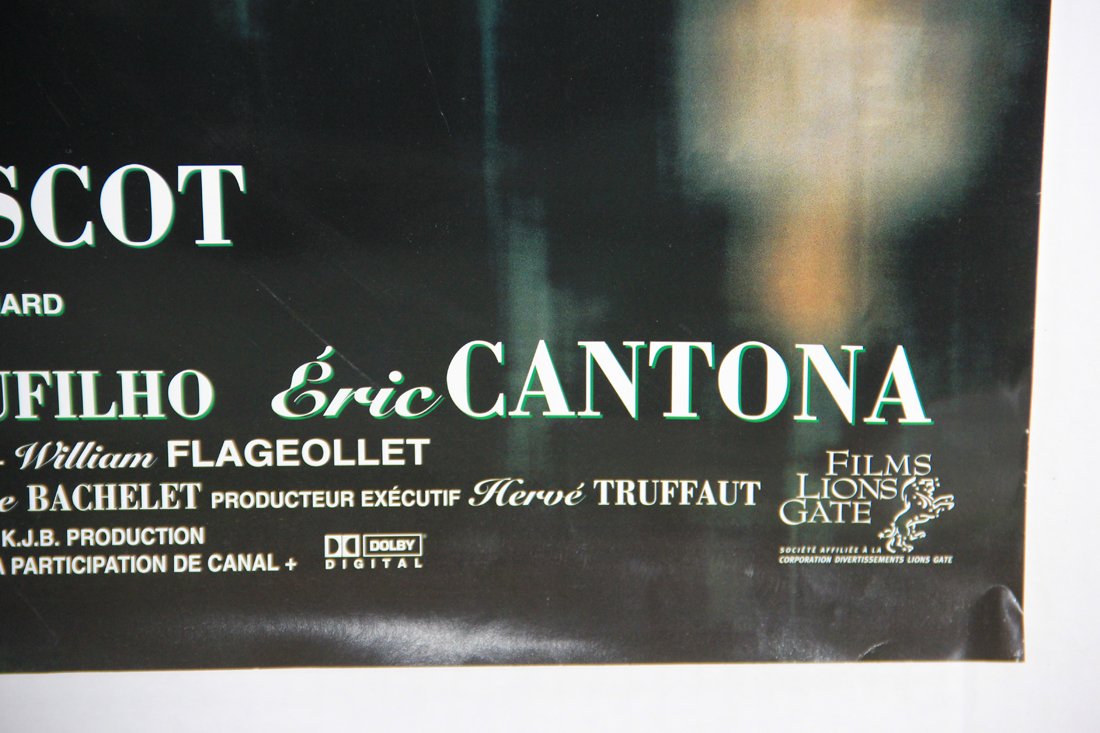 SCOT
ARD
UFILHO Éric CANTONA
- William FLAGEOLLET
e BACHELET PRODUCTEUR EXÉCUTIF Hervé TRUFFAUT
K.J.B. PRODUCTION
A PARTICIPATION DE CANAL +
DOLBY
DIGITAL
FILMS
LIONS
GATE
SOCIÉTÉ AFFILIÉE À LA
CORPORATION DIVERTISSEMENTS LIONS GATE